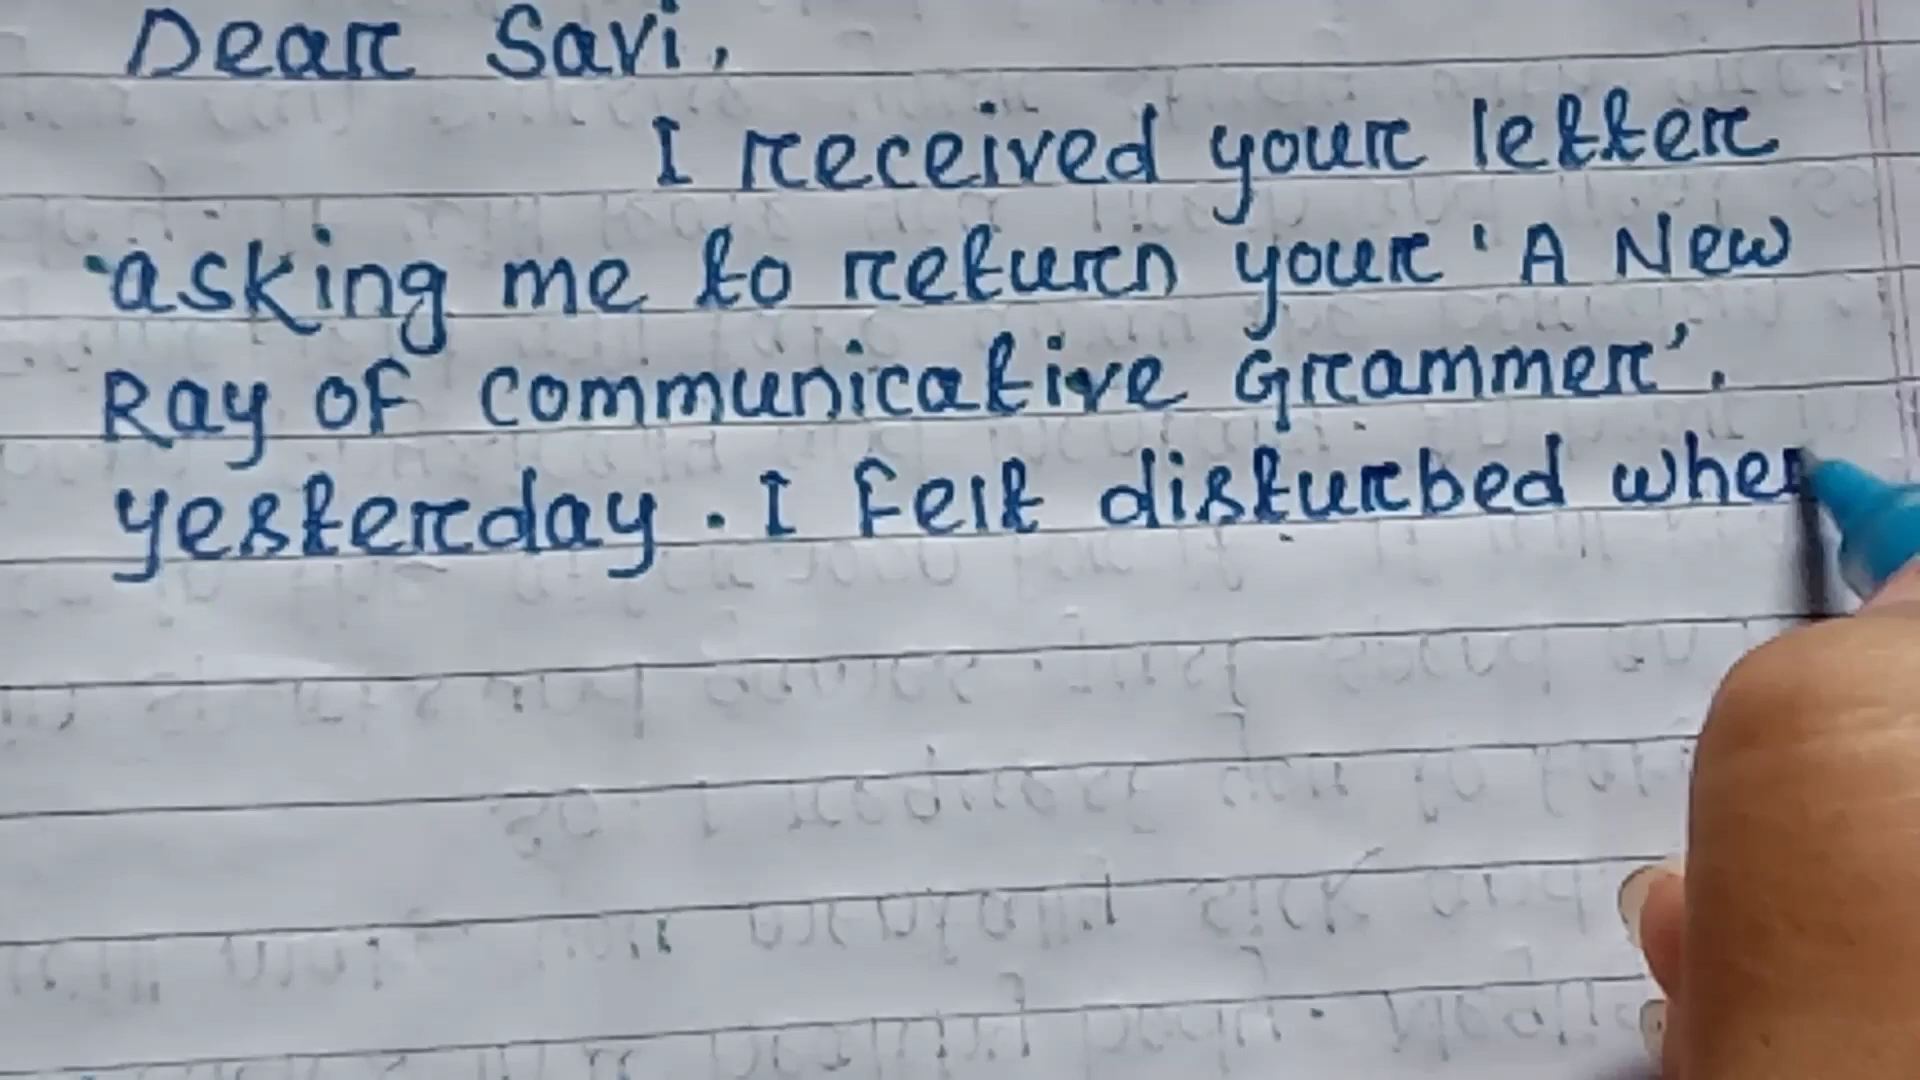 Dear Savi,
I received your letter
asking me to return your 'A New
Ray of Communicative Grammer'.
yesterday. I felt disturbed when